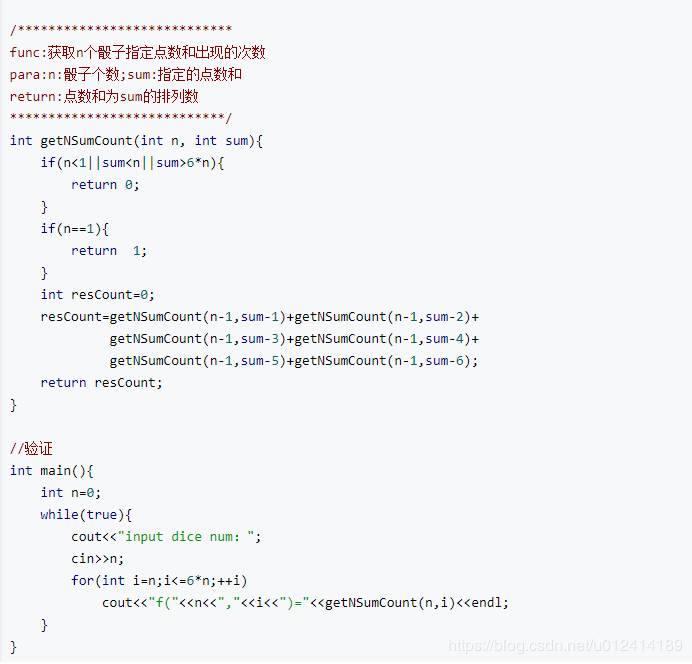 /****************************
func:获取n个骰子指定点数和出现的次数
para:n:骰子个数;sum:指定的点数和
return:点数和为sum的排列数
****************************/
int getNSumCount(int n, int sum){
    if(n<1||sum<n||sum>6*n){
        return 0;
    }
    if(n==1){
        return  1;
    }
    int resCount=0;
    resCount=getNSumCount(n-1,sum-1)+getNSumCount(n-1,sum-2)+
             getNSumCount(n-1,sum-3)+getNSumCount(n-1,sum-4)+
             getNSumCount(n-1,sum-5)+getNSumCount(n-1,sum-6);
    return resCount;
}

//验证
int main(){
    int n=0;
    while(true){
        cout<<"input dice num：";
        cin>>n;
        for(int i=n;i<=6*n;++i)
            cout<<"f("<<n<<","<<i<<")="<<getNSumCount(n,i)<<endl;
    }
}
https://blog.csdn.net/u012414189